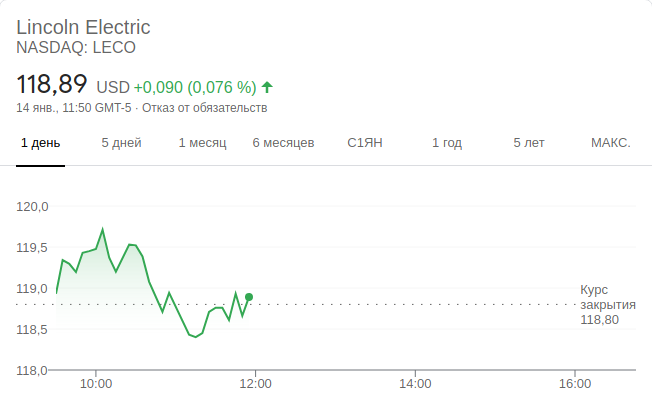 Lincoln Electric
NASDAQ: LECO
118,89 USD +0,090 (0,076 %)
14 янв., 11:50 GMT-5 · Отказ от обязательств
1 день 5 дней 1 месяц 6 месяцев С1ЯН 1 год 5 лет МАКС.
120,0
119,5
119,0
118,5
118,0
Курс
закрытия
118,80
10:00 12:00 14:00 16:00